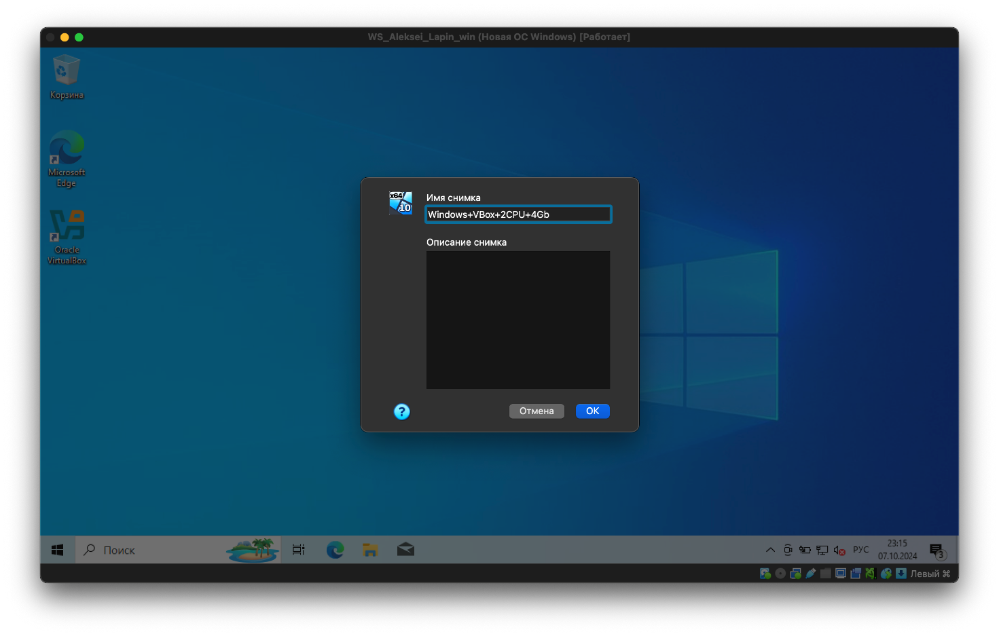 WS_Aleksei_Lapin_win (Новая ОС Windows) [Работает]
Корзина
Microsoft
Edge
Oracle
VirtualBox
x64
10
Имя снимка
Windows+VBox+2CPU+4Gb
Описание снимка
?
Отмена
OK
Поиск
РУС
23:15
07.10.2024
3
Левый ⌘